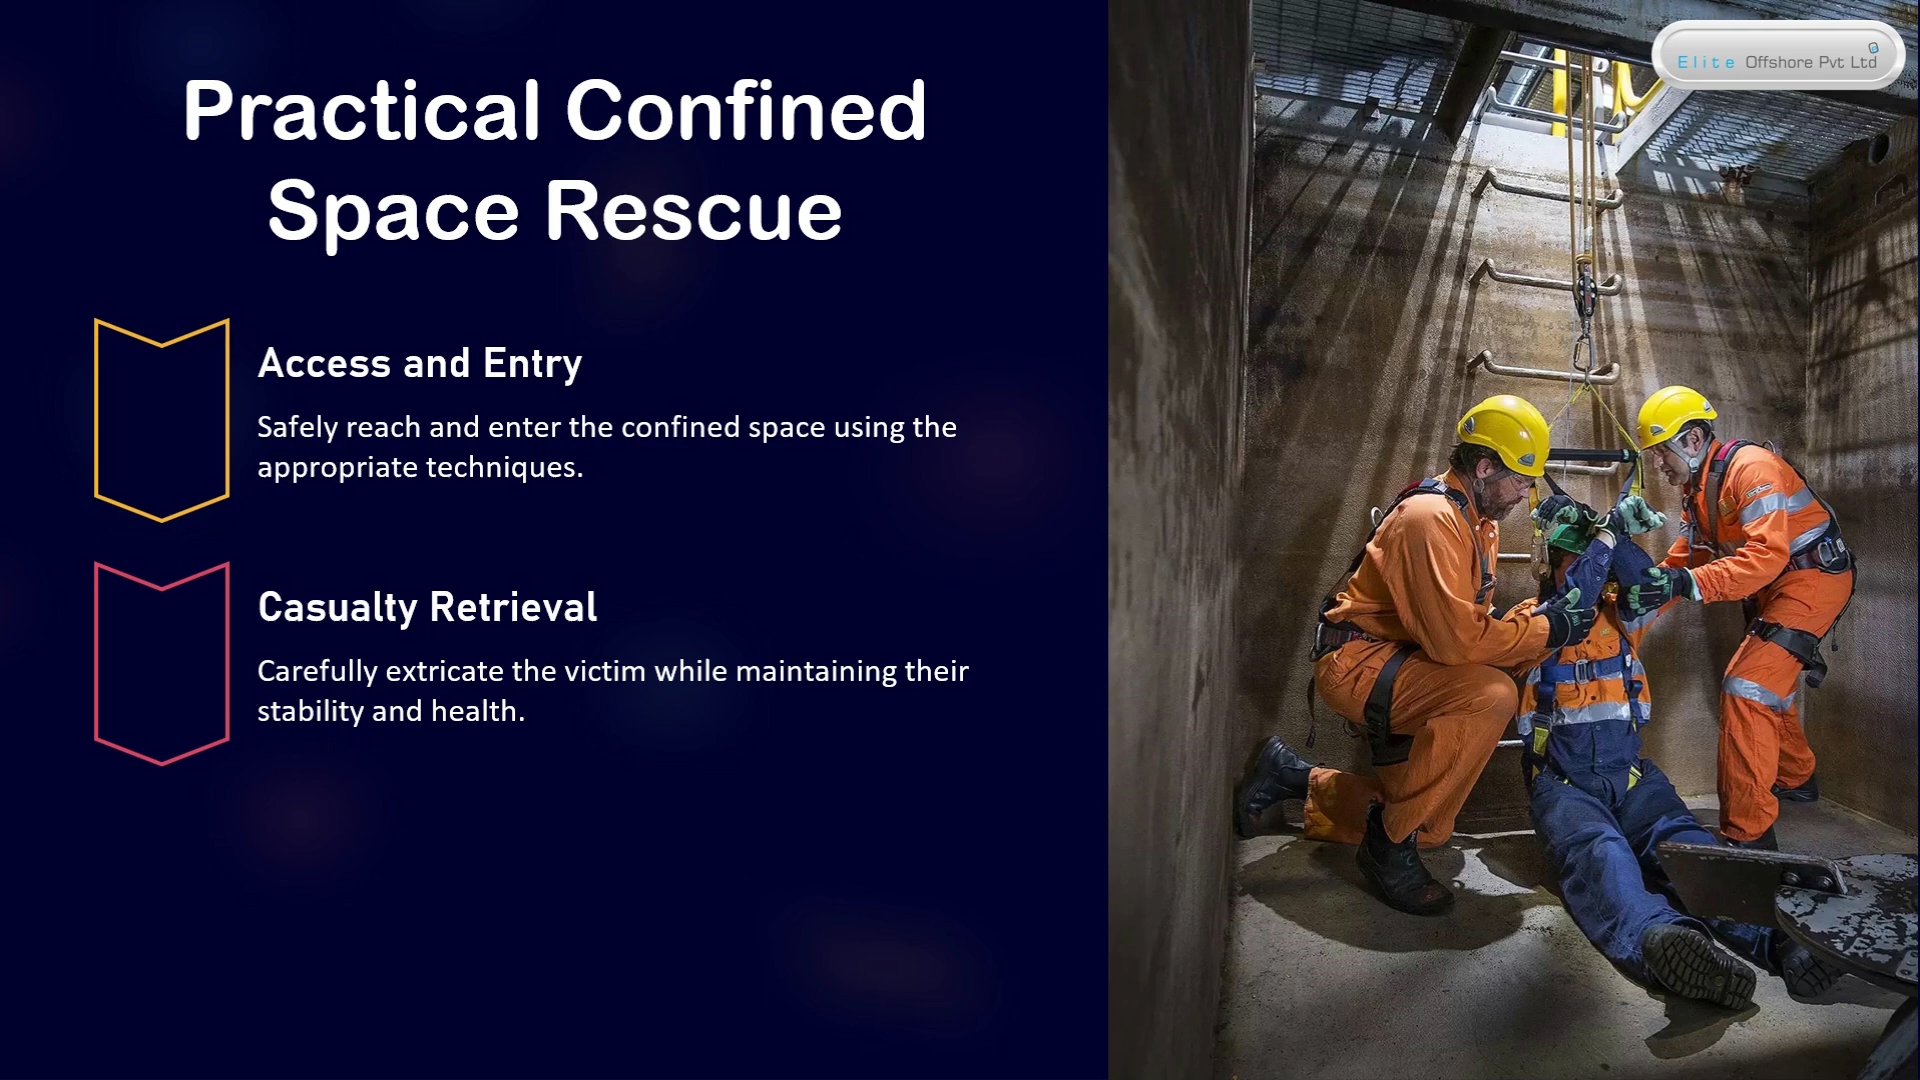 Practical Confined
Space Rescue
Access and Entry
Safely reach and enter the confined space using the
appropriate techniques.
Casualty Retrieval
Carefully extricate the victim while maintaining their
stability and health.
Elite Offshore Pvt Ltd